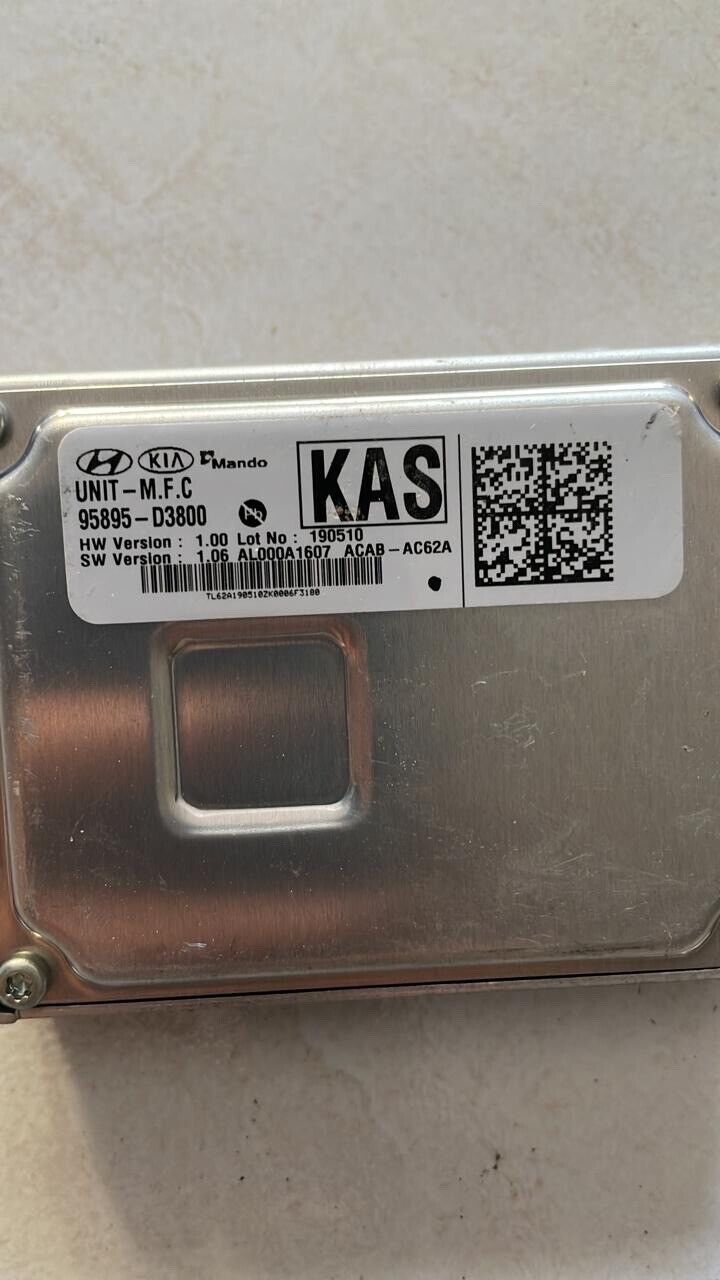 KIA Mando
KAS
UNIT-M.F.C
95895-D3800 Pb
HW Version : 1.00 Lot No : 190510
SW Version : 1.06 AL000A1607 ACAB-AC62A
TL62A190510ZK0006F3180